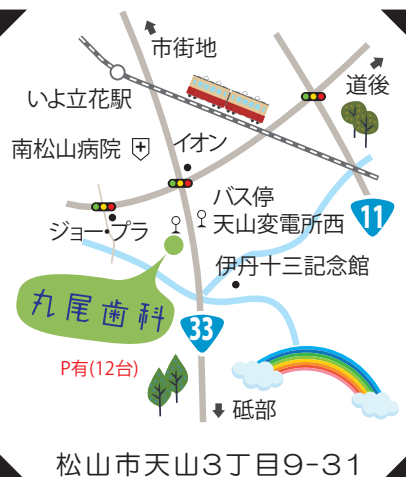 市街地
道後
いよ立花駅
南松山病院
イオン
バス停
天山変電所西
ジョー・プラ
11
伊丹十三記念館
丸尾歯科
33
P有(12台)
砥部
松山市天山3丁目9-31